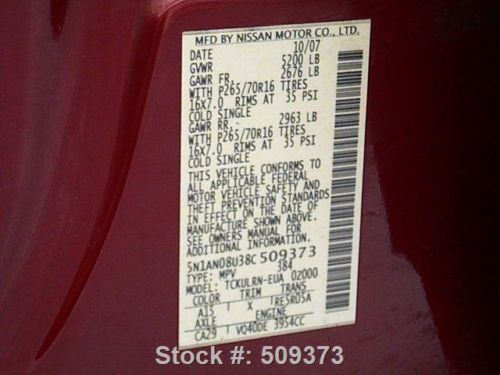 MFD BY NISSAN MOTOR CO., LTD.
DATE 10/07
GVWR 5200 LB
GAWR FR. 2676 LB
WITH P265/70R16 TIRES
16x7.0 RIMS AT 35 PSI
COLD SINGLE
GAWR RR. 2963 LB
WITH P265/70R16 TIRES
16x7.0 RIMS AT 35 PSI
COLD SINGLE
THIS VEHICLE CONFORMS TO
ALL APPLICABLE FEDERAL
MOTOR VEHICLE SAFETY AND
THEFT PREVENTION STANDARDS
IN EFFECT ON THE DATE OF
MANUFACTURE SHOWN ABOVE.
SEE OWNERS MANUAL FOR
ADDITIONAL INFORMATION.
5N1AN08U38C509373
TYPE: MPV 384
MODEL: TCKULRN-EUA 02000
COLOR TRIM TRANS
A15 X TRE5R05A
ENGINE
CA29 VQ40DE 3954CC
Stock #: 509373